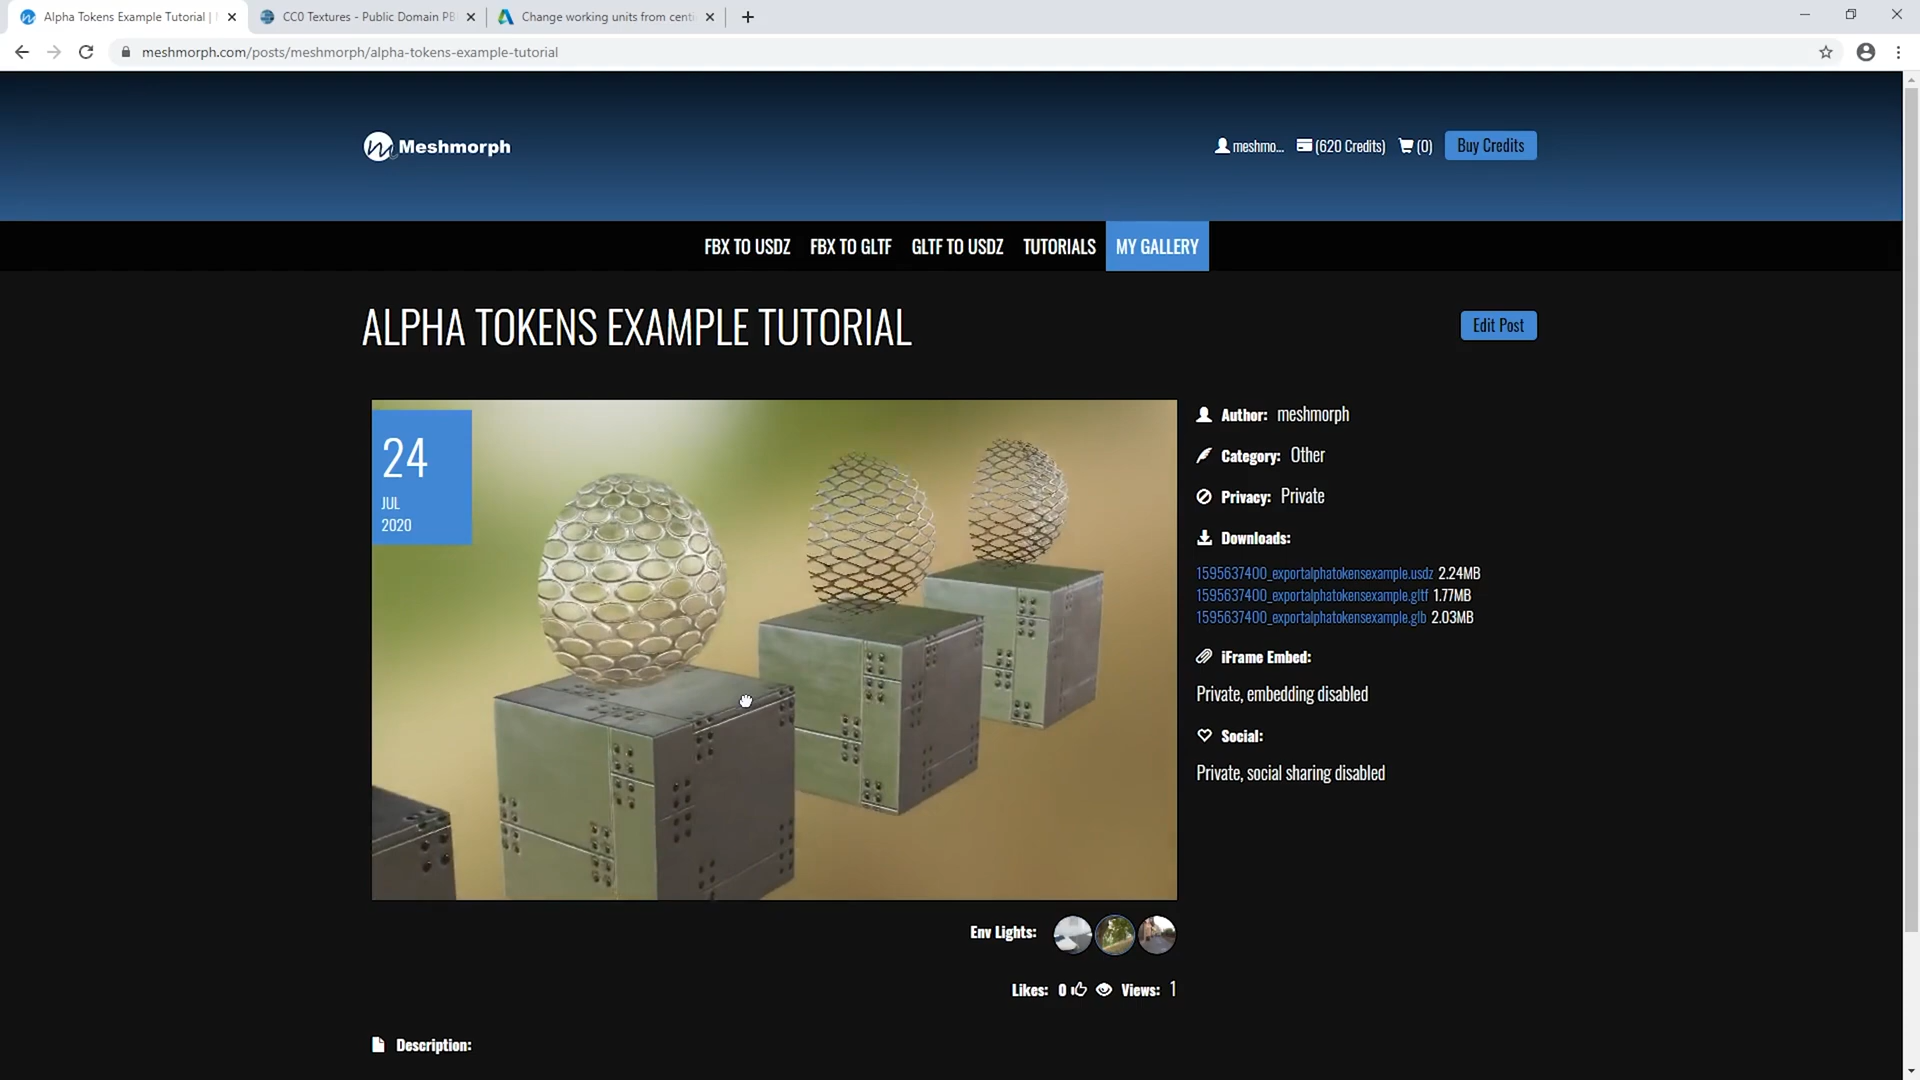 Alpha Tokens Example Tutorial |
CC0 Textures - Public Domain PB
Change working units from centi
meshmorph.com/posts/meshmorph/alpha-tokens-example-tutorial
Meshmorph
meshmo... (620 Credits) (0) Buy Credits
FBX TO USDZ FBX TO GLTF GLTF TO USDZ TUTORIALS MY GALLERY
ALPHA TOKENS EXAMPLE TUTORIAL
Edit Post
24
JUL
2020
Author: meshmorph
Category: Other
Privacy: Private
Downloads:
1595637400_exportalphatokensexample.usdz 2.24MB
1595637400_exportalphatokensexample.gltf 1.77MB
1595637400_exportalphatokensexample.glb 2.03MB
iFrame Embed:
Private, embedding disabled
Social:
Private, social sharing disabled
Env Lights:
Likes: 0 Views: 1
Description: